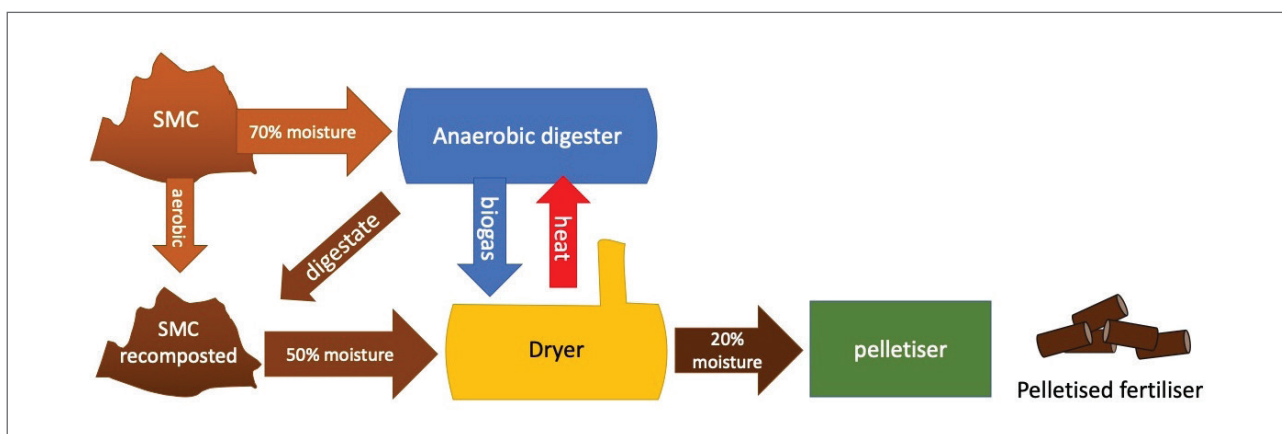 SMC
70% moisture
Anaerobic digester
aerobic
digestate
biogas
heat
SMC
recomposted
50% moisture
Dryer
20%
moisture
pelletiser
Pelletised fertiliser